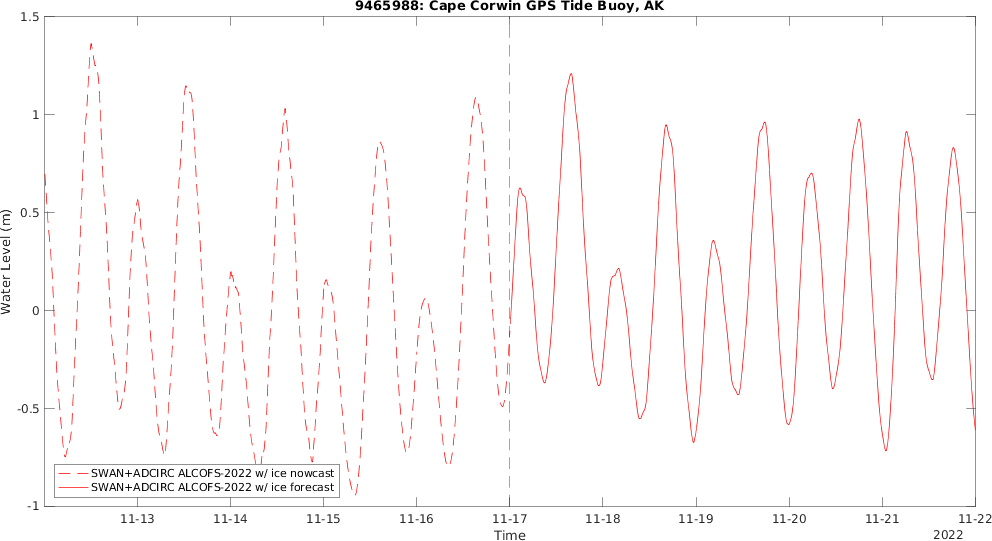 9465988: Cape Corwin GPS Tide Buoy, AK
1.5
1
0.5
0
-0.5
-1
Water Level (m)
SWAN+ADCIRC ALCOFS-2022 w/ ice nowcast
SWAN+ADCIRC ALCOFS-2022 w/ ice forecast
11-13 11-14 11-15 11-16 11-17 11-18 11-19 11-20 11-21 11-22
Time
2022